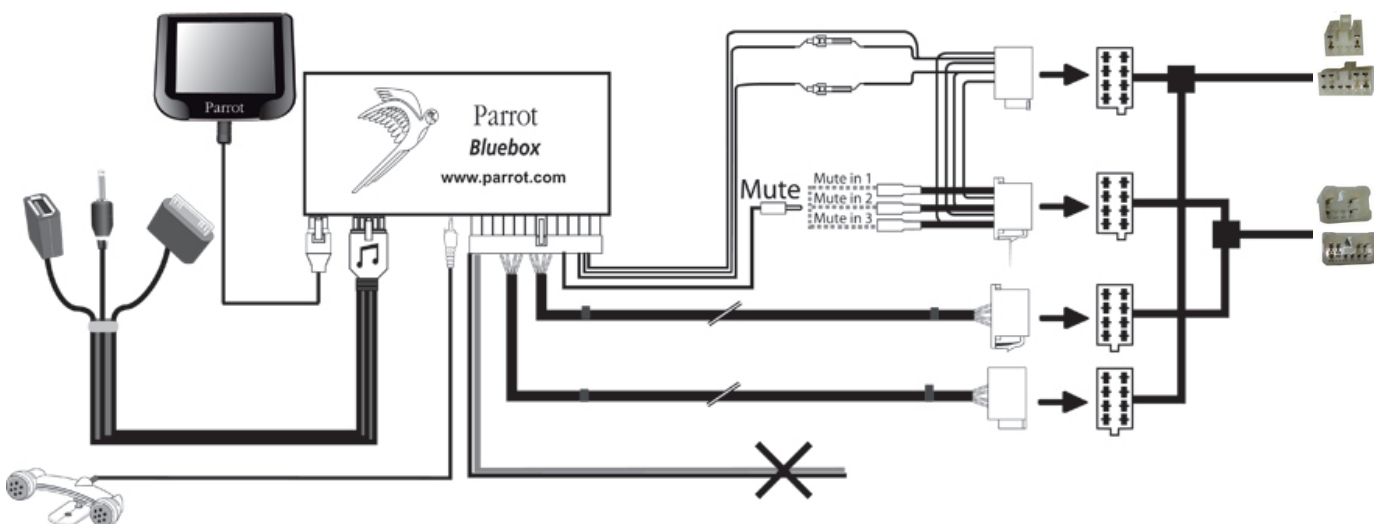 Parrot
Parrot
Bluebox
www.parrot.com
Mute
Mute in 1
Mute in 2
Mute in 3